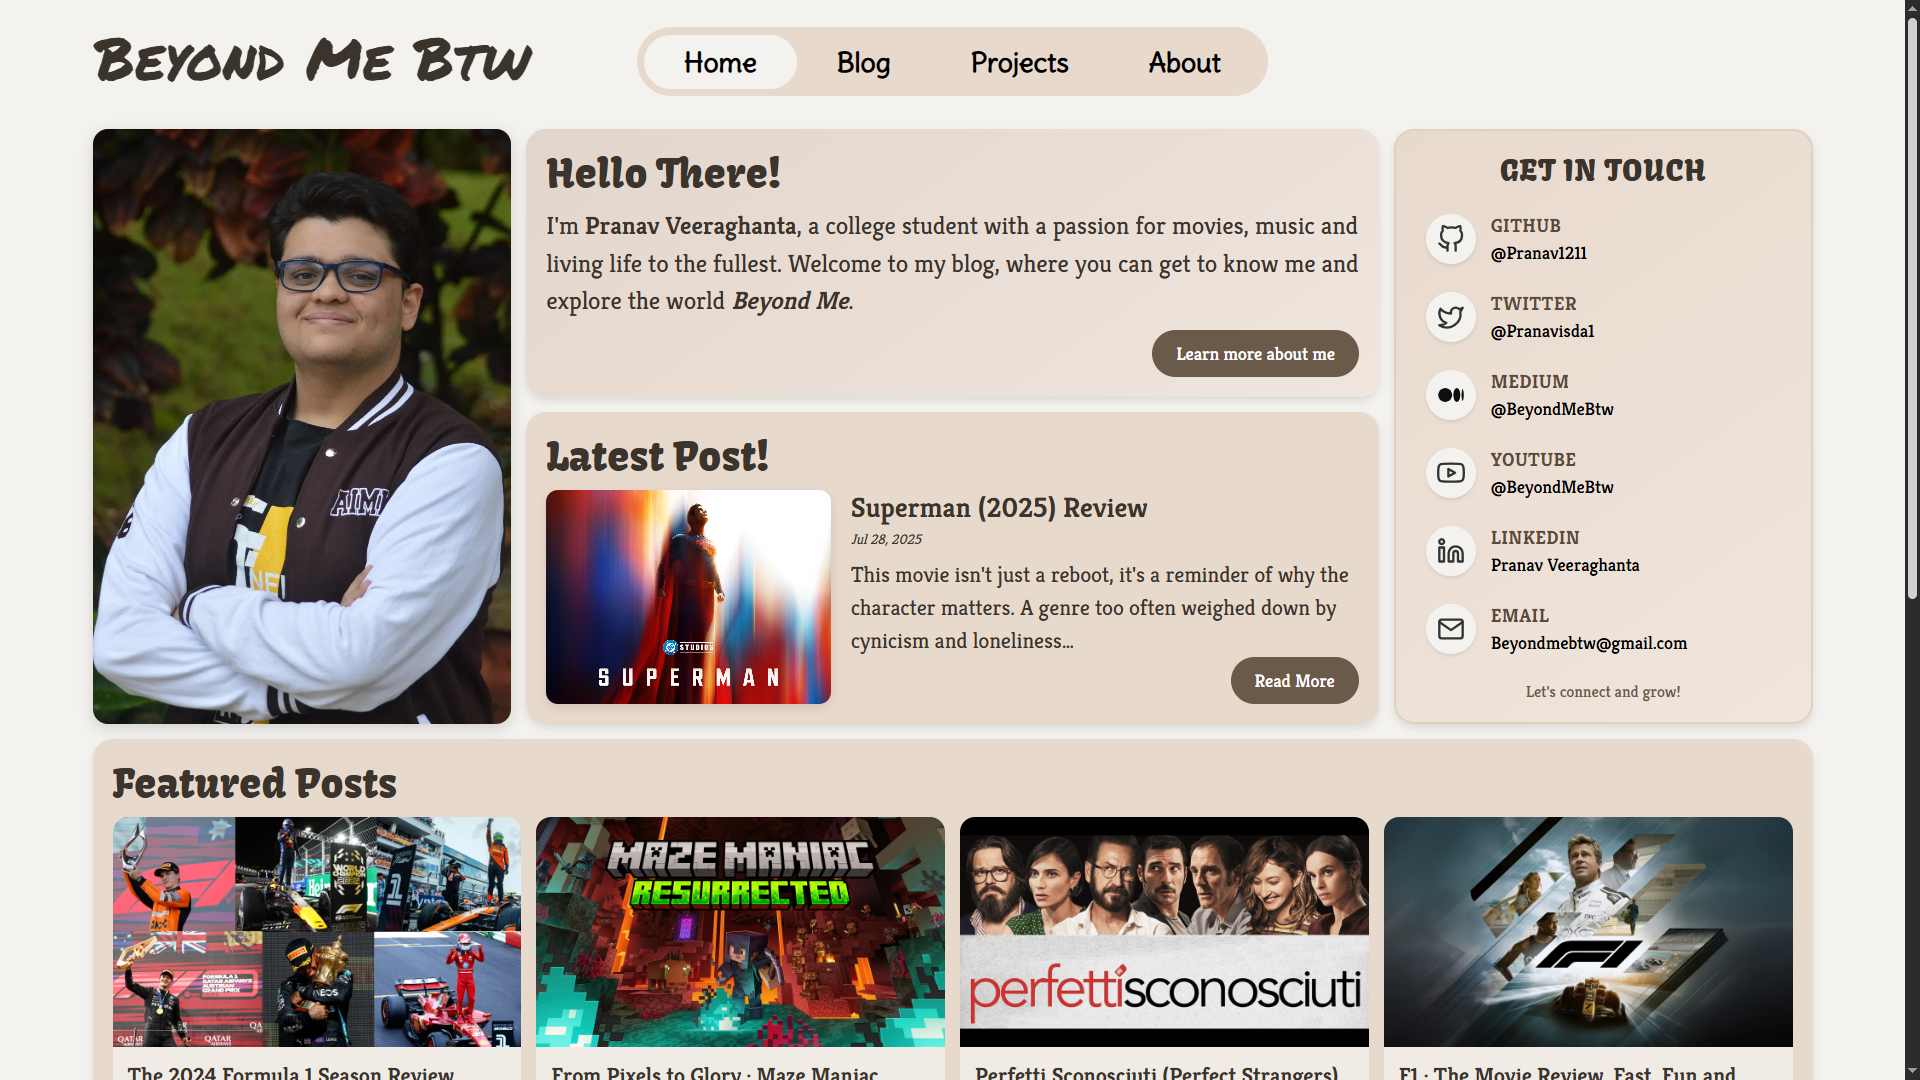 Beyond Me Btw
Home
Blog
Projects
About
AIML
Hello There!
I'm Pranav Veeraghanta, a college student with a passion for movies, music and
living life to the fullest. Welcome to my blog, where you can get to know me and
explore the world Beyond Me.
Learn more about me
Latest Post!
STUDIOS
SUPERMAN
Superman (2025) Review
Jul 28, 2025
This movie isn't just a reboot, it's a reminder of why the
character matters. A genre too often weighed down by
cynicism and loneliness...
Read More
GET IN TOUCH
GITHUB
@Pranav1211
TWITTER
@Pranavisda1
MEDIUM
@BeyondMeBtw
YOUTUBE
@BeyondMeBtw
LINKEDIN
Pranav Veeraghanta
EMAIL
Beyondmebtw@gmail.com
Let's connect and grow!
Featured Posts
MAZE MANIAC
RESURRECTED
perfettisconosciuti
F1
The 2024 Formula 1 Season Review
From Pixels to Glory : Maze Maniac
Perfetti Sconosciuti (Perfect Strangers)
F1 : The Movie Review. Fast, Fun and